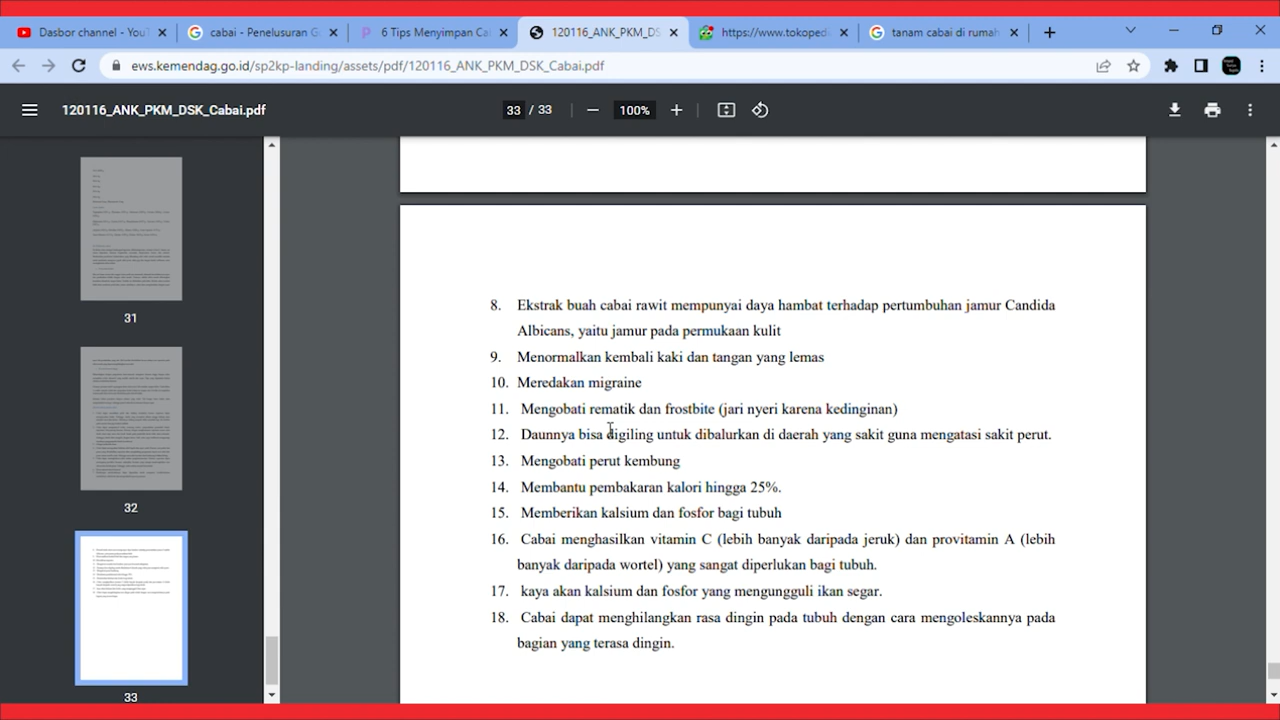 Dasbor channel - YouT
cabai - Penelusuran G
6 Tips Menyimpan Ca
120116_ANK_PKM_DS
https://www.tokoped
tanam cabai di rumah
ews.kemendag.go.id/sp2kp-landing/assets/pdf/120116_ANK_PKM_DSK_Cabai.pdf
120116_ANK_PKM_DSK_Cabai.pdf
33 / 33
100%
31
32
33
8. Ekstrak buah cabai rawit mempunyai daya hambat terhadap pertumbuhan jamur Candida
Albicans, yaitu jamur pada permukaan kulit
9. Menormalkan kembali kaki dan tangan yang lemas
10. Meredakan migraine
11. Mengobati rematik dan frostbite (jari nyeri karena kedinginan)
12. Daunnya bisa digiling untuk dibalurkan di daerah yang sakit guna mengatasi sakit perut.
13. Mengobati perut kembung
14. Membantu pembakaran kalori hingga 25%.
15. Memberikan kalsium dan fosfor bagi tubuh
16. Cabai menghasilkan vitamin C (lebih banyak daripada jeruk) dan provitamin A (lebih
banyak daripada wortel) yang sangat diperlukan bagi tubuh.
17. kaya akan kalsium dan fosfor yang mengungguli ikan segar.
18. Cabai dapat menghilangkan rasa dingin pada tubuh dengan cara mengoleskannya pada
bagian yang terasa dingin.